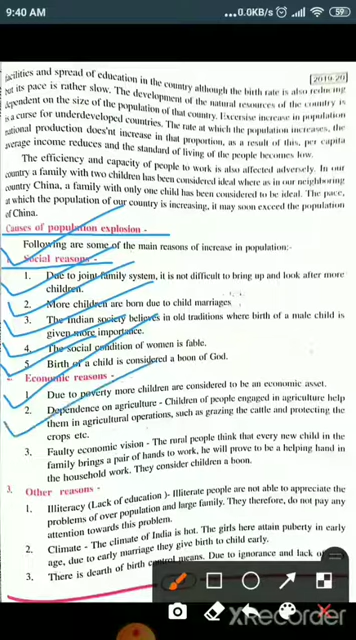 9:40 AM
...0.0KB/s
59
facilities and spread of education in the country although the birth rate is also reducing
[2019-20]
but its pace is rather slow. The development of the natural resources of the country is
dependent on the size of the population of that country. Excersive increase in population
is a curse for underdeveloped countries. The rate at which the population increases, the
national production does'nt increase in that proportion, as a result of this, per capita
average income reduces and the standard of living of the people becomes low.
The efficiency and capacity of people to work is also affected adversely. In our
country a family with two children has been considered ideal where as in our neighboring
country China, a family with only one child has been considered to be ideal. The pace,
at which the population of our country is increasing, it may soon exceed the population
of China.
Causes of population explosion
Following are some of the main reasons of increase in population:-
1. Social reasons
1. Due to joint family system, it is not difficult to bring up and look after more
children.
2. More children are born due to child marriages
3. The Indian society believes in old traditions where birth of a male child is
given more importance.
4. The social condition of women is fable.
5. Birth of a child is considered a boon of God.
2. Economic reasons
1. Due to poverty more children are considered to be an economic asset.
2. Dependence on agriculture - Children of people engaged in agriculture help
them in agricultural operations, such as grazing the cattle and protecting the
crops etc.
3. Faulty economic vision - The rural people think that every new child in the
family brings a pair of hands to work, he will prove to be a helping hand in
the household work. They consider children a boon.
3. Other reasons
1. Illiteracy (Lack of education). Illiterate people are not able to appreciate the
problems of over population and large family. They therefore, do not pay any
attention towards this problem.
2. Climate - The climate of India is hot. The girls here attain puberty in early
age, due to early marriage they give birth to child early.
3. There is dearth of birth control means. Due to ignorance and lack of
XRECORDER